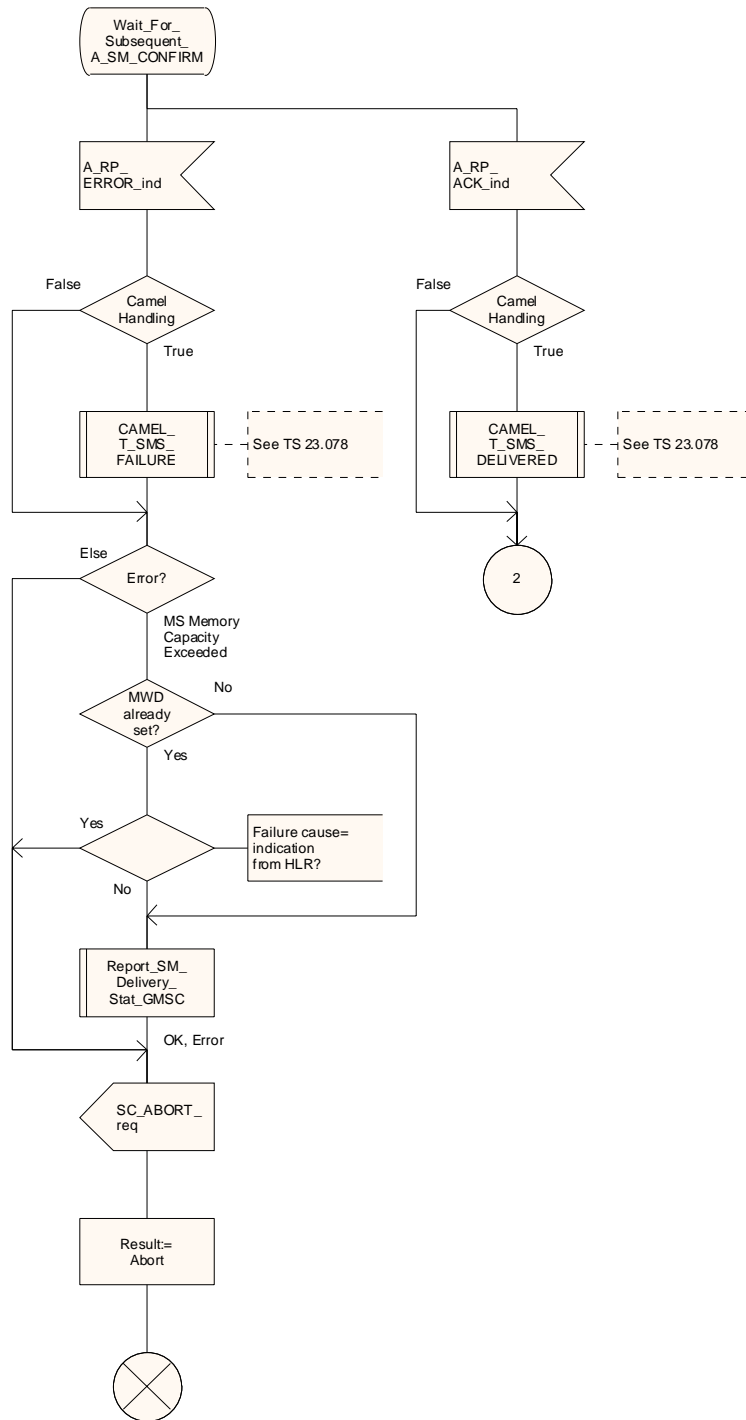 Wait_For_
Subsequent_
A_SM_CONFIRM
A_RP_
ERROR_ind
A_RP_
ACK_ind
False
Camel
Handling
True
False
Camel
Handling
True
CAMEL_
T_SMS_
FAILURE
See TS 23.078
CAMEL_
T_SMS_
DELIVERED
See TS 23.078
Else
Error?
2
MS Memory
Capacity
Exceeded
MWD
already
set?
No
Yes
Yes
Failure cause=
indication
from HLR?
No
Report_SM_
Delivery_
Stat_GMSC
OK, Error
SC_ABORT_
req
Result:=
Abort